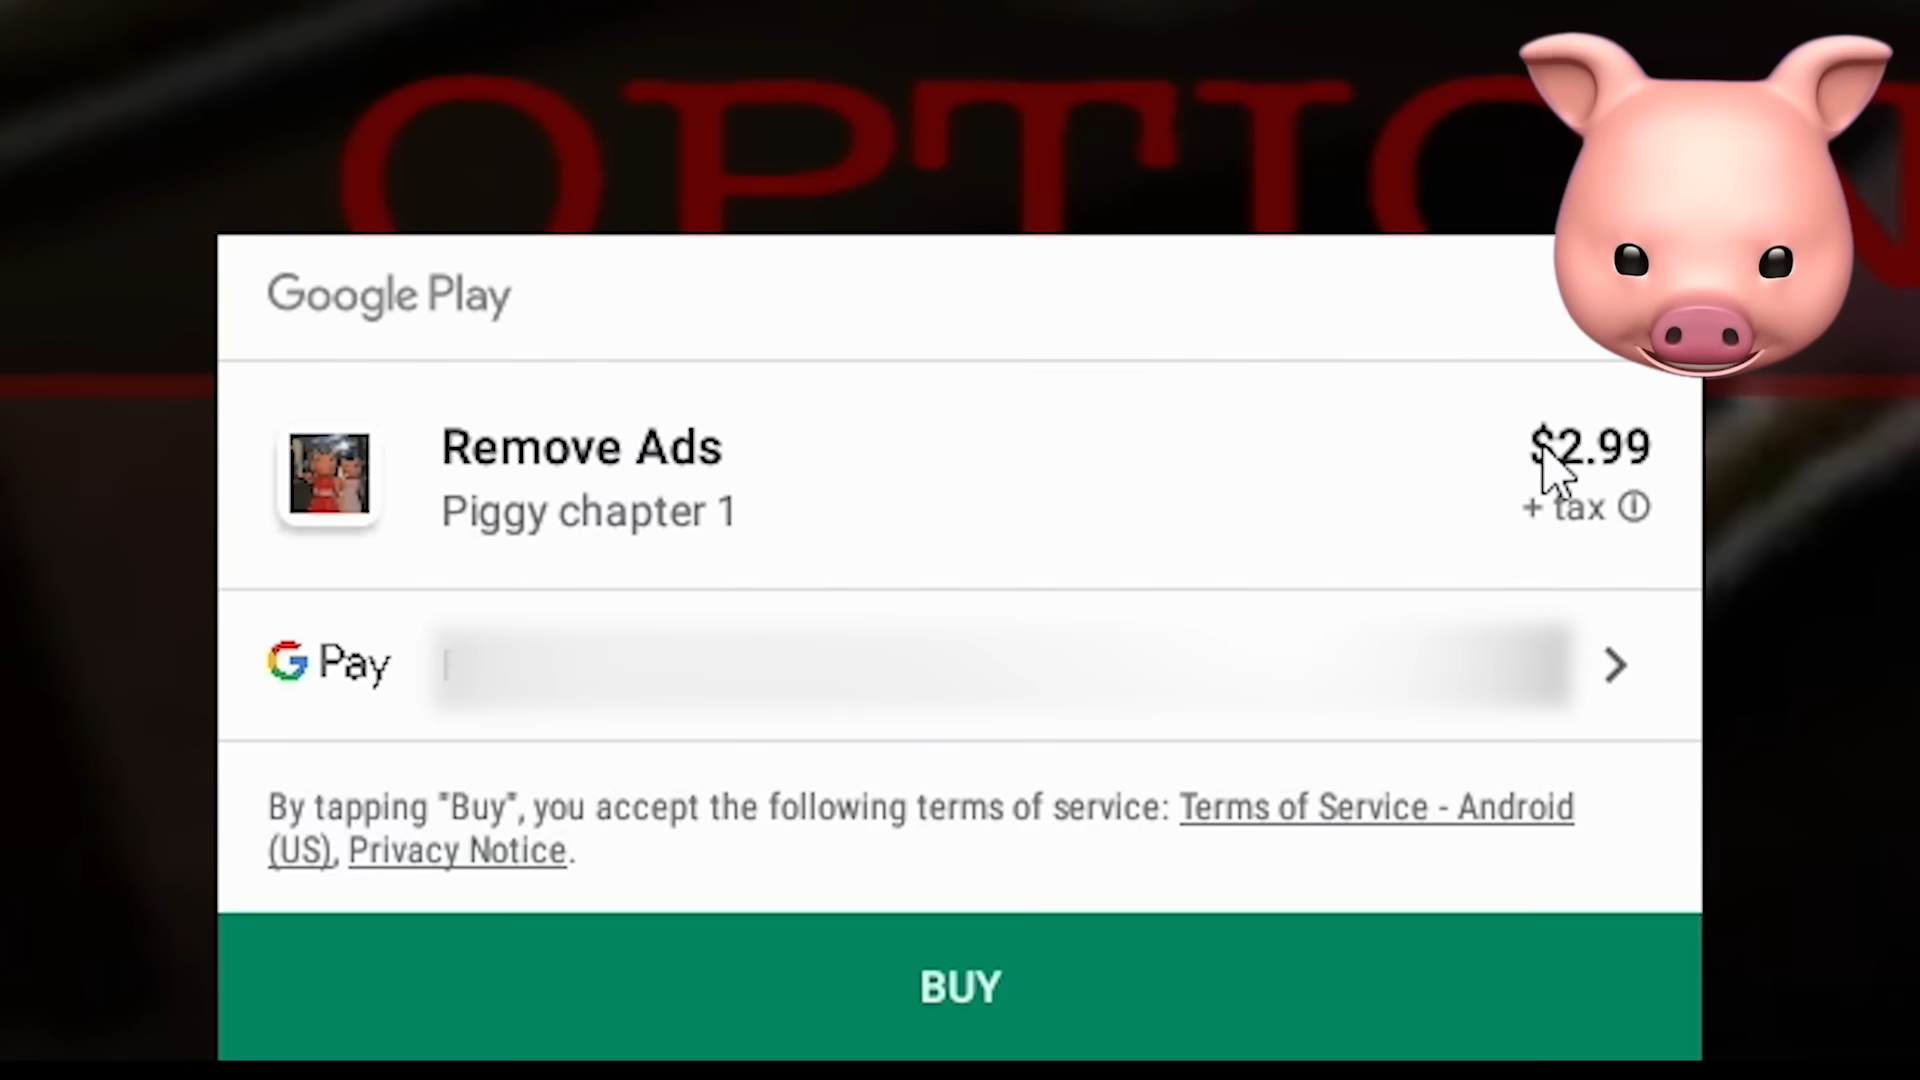 OPTION
Google Play
Remove Ads
$2.99
Piggy chapter 1
+ tax
G Pay
By tapping "Buy", you accept the following terms of service: Terms of Service - Android
(US), Privacy Notice.
BUY